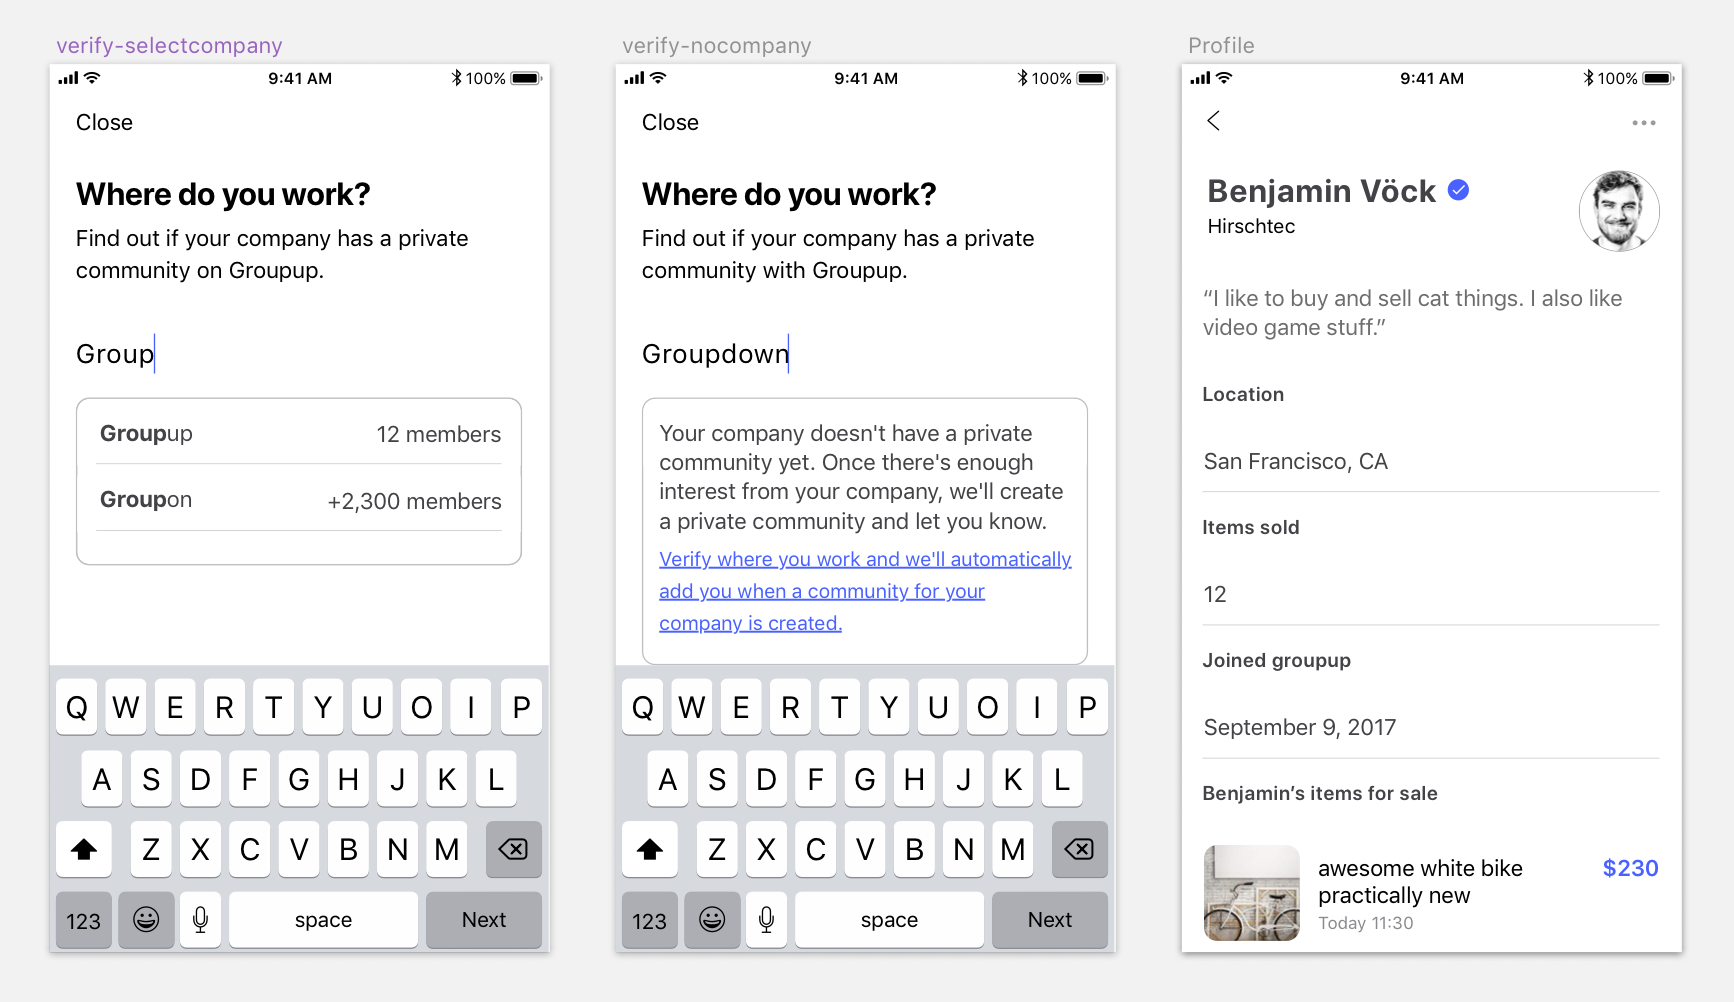 verify-selectcompany
9:41 AM
100%
Close
Where do you work?
Find out if your company has a private
community on Groupup.
Group
Groupup 12 members
Groupon +2,300 members
Q W E R T Y U I O P
A S D F G H J K L
Z X C V B N M
123 space Next
verify-nocompany
9:41 AM
100%
Close
Where do you work?
Find out if your company has a private
community with Groupup.
Groupdown
Your company doesn't have a private
community yet. Once there's enough
interest from your company, we'll create
a private community and let you know.
Verify where you work and we'll automatically
add you when a community for your
company is created.
Q W E R T Y U O I P
A S D F G H J K L
Z X C V B N M
123 space Next
Profile
9:41 AM
100%
Benjamin Vöck
Hirschtec
“I like to buy and sell cat things. I also like
video game stuff.”
Location
San Francisco, CA
Items sold
12
Joined groupup
September 9, 2017
Benjamin’s items for sale
awesome white bike $230
practically new
Today 11:30